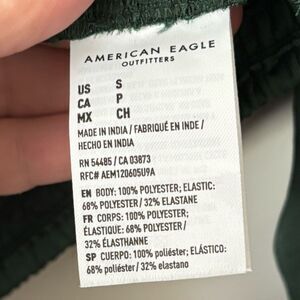 AMERICAN EAGLE
OUTFITTERS
US S
CA P
MX CH
MADE IN INDIA / FABRIQUÉ EN INDE /
HECHO EN INDIA
RN 54485 / CA 03873
RFC# AEM120605U9A
EN BODY: 100% POLYESTER; ELASTIC:
68% POLYESTER / 32% ELASTANE
FR CORPS: 100% POLYESTER;
ÉLASTIQUE: 68% POLYESTER /
32% ÉLASTHANNE
SP CUERPO: 100% poliéster; ELÁSTICO:
68% poliéster / 32% elastano